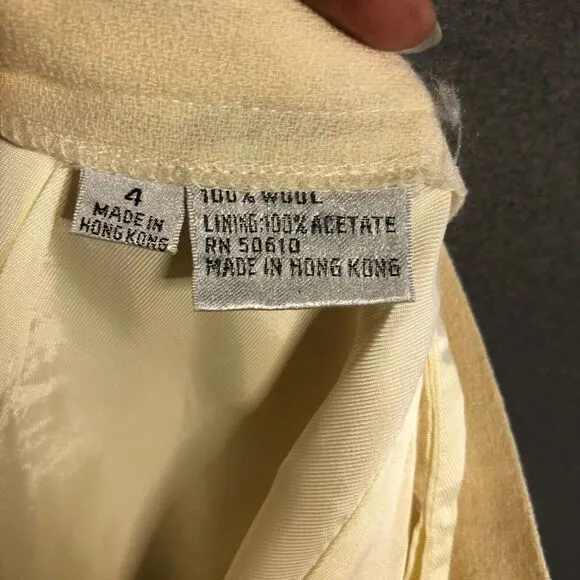 4
MADE IN
HONG KONG
100% WOOL
LINING:100% ACETATE
RN 50610
MADE IN HONG KONG